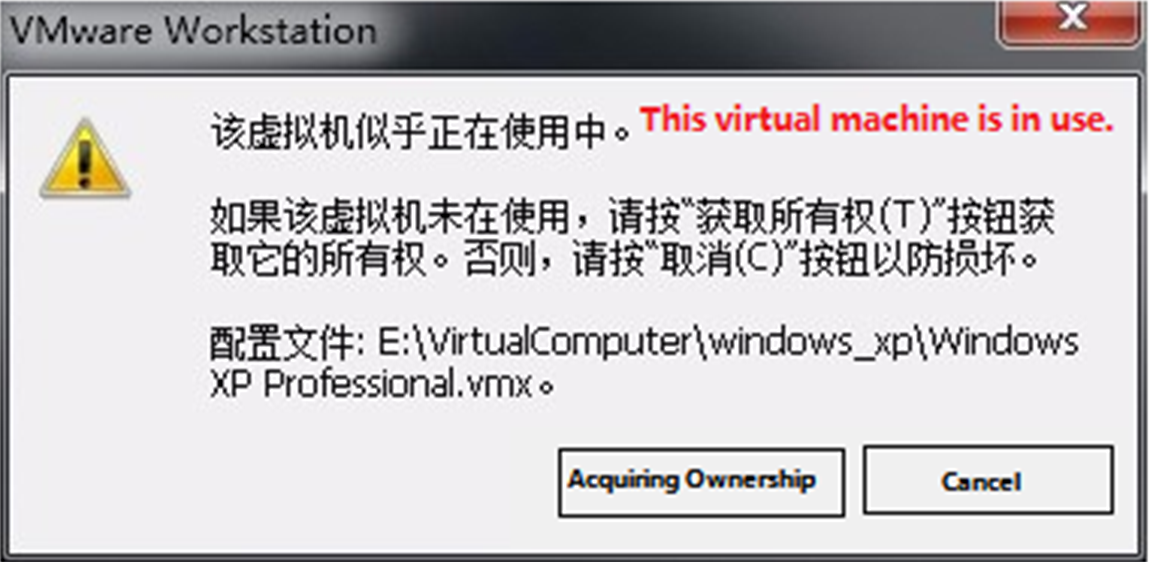 VMware Workstation
该虚拟机似乎正在使用中。 This virtual machine is in use.
如果该虚拟机未在使用，请按"获取所有权(T)"按钮获
取它的所有权。否则，请按"取消(C)"按钮以防损坏。
配置文件: E:\VirtualComputer\windows_xp\Windows
XP Professional.vmx。
Acquiring Ownership
Cancel